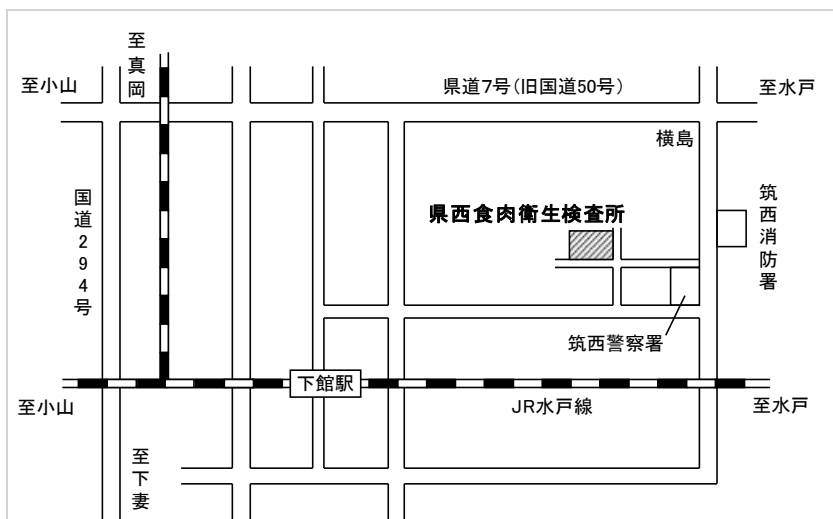 至真岡
至小山
県道7号(旧国道50号)
至水戸
横島
国道294号
県西食肉衛生検査所
筑西消防署
筑西警察署
下館駅
至小山
JR水戸線
至水戸
至下妻